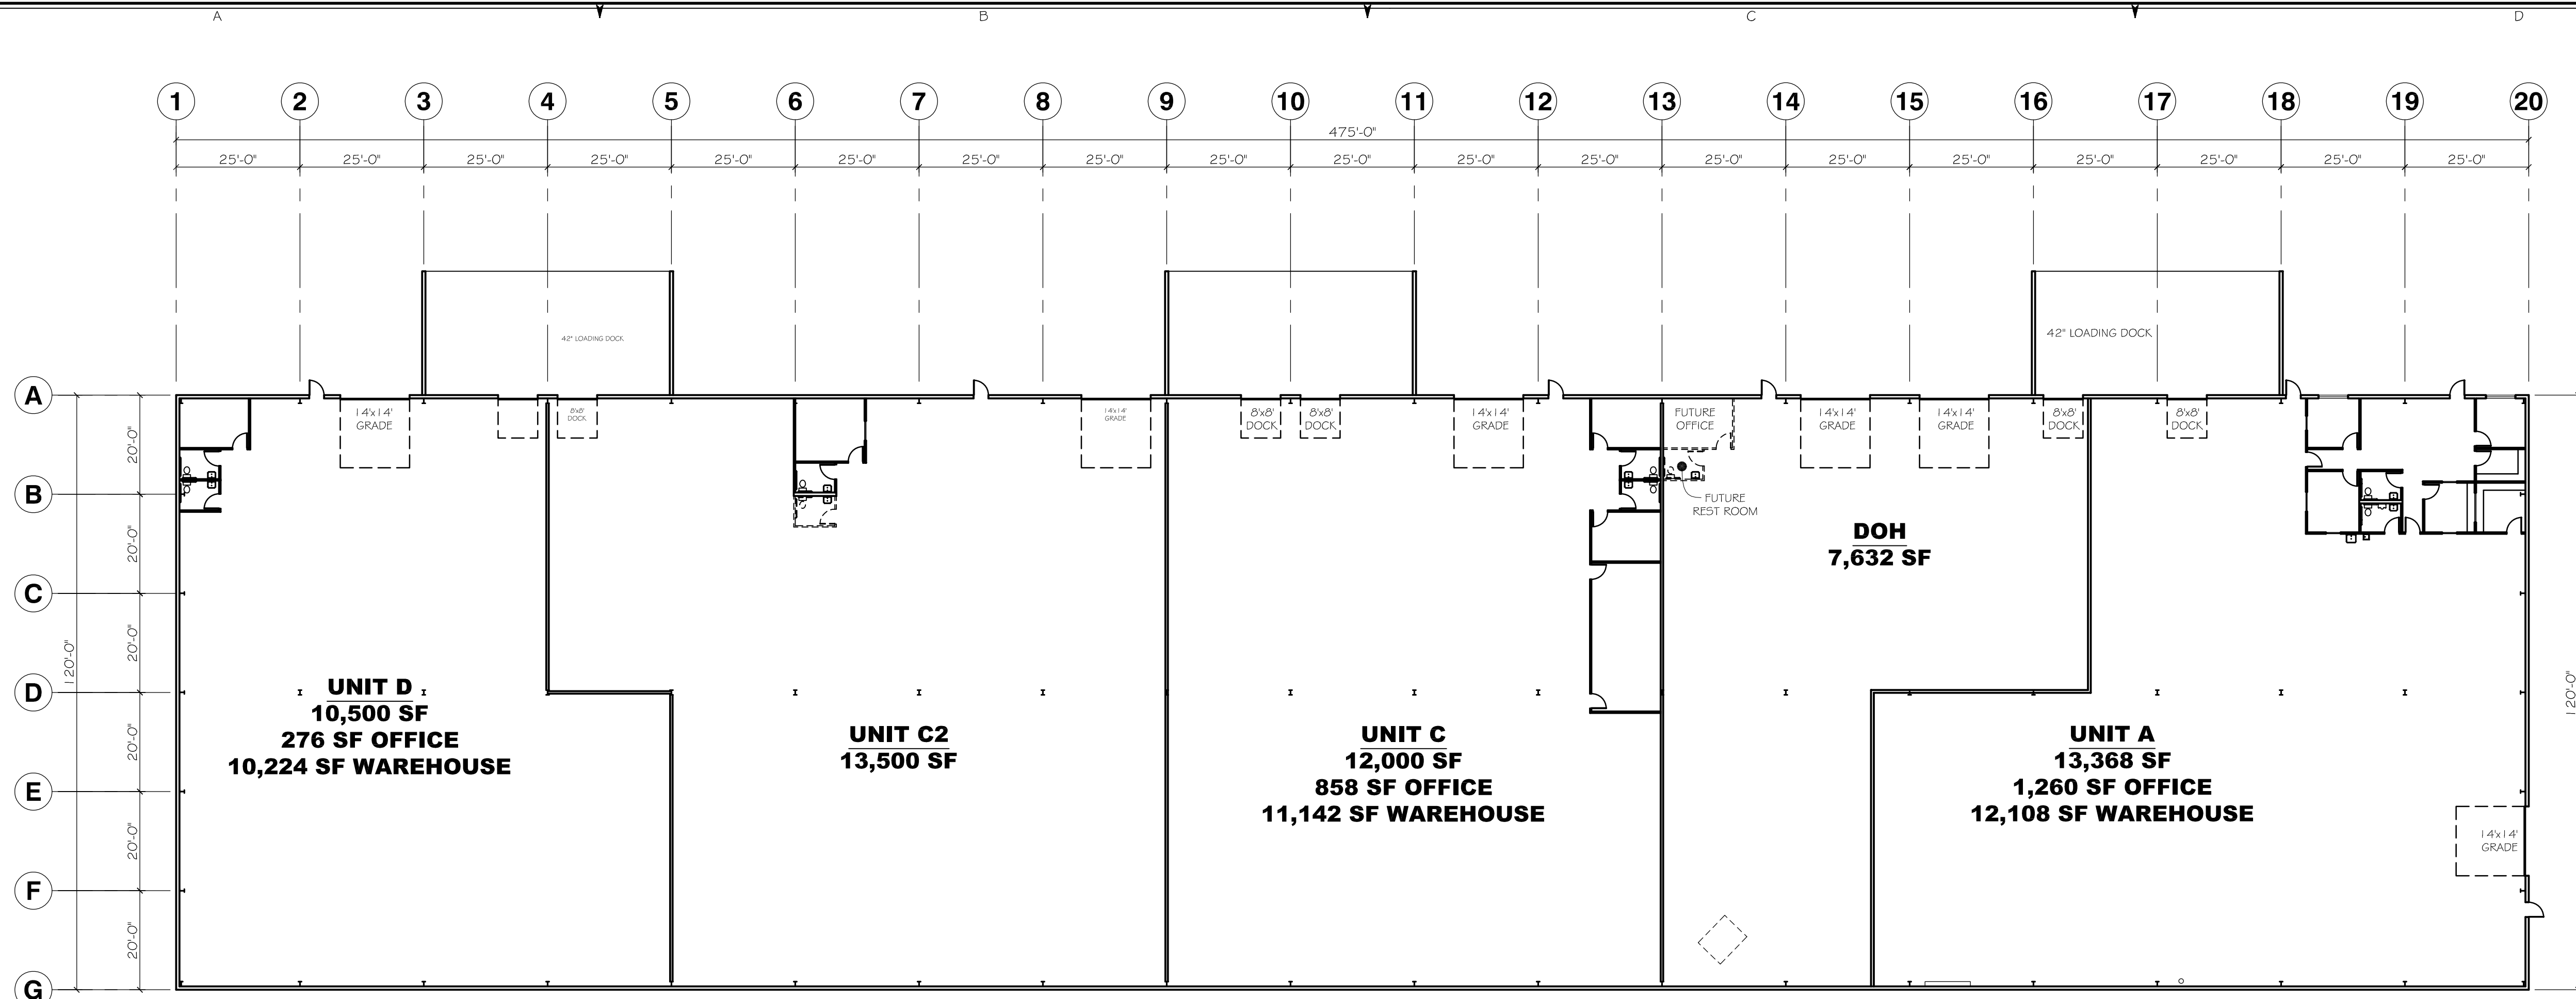 A B C D
1 2 3 4 5 6 7 8 9 10 11 12 13 14 15 16 17 18 19 20
475'-0"
25'-0" 25'-0" 25'-0" 25'-0" 25'-0" 25'-0" 25'-0" 25'-0" 25'-0" 25'-0" 25'-0" 25'-0" 25'-0" 25'-0" 25'-0" 25'-0" 25'-0" 25'-0" 25'-0"
42" LOADING DOCK
42" LOADING DOCK
A
B
C
D
E
F
G
120'-0"
20'-0"
20'-0"
20'-0"
20'-0"
20'-0"
20'-0"
120'-0"
14'x14'
GRADE
8'x8'
DOCK
14'x14'
GRADE
8'x8'
DOCK
8'x8'
DOCK
14'x14'
GRADE
FUTURE
OFFICE
14'x14'
GRADE
14'x14'
GRADE
8'x8'
DOCK
8'x8'
DOCK
FUTURE
REST ROOM
DOH
7,632 SF
UNIT D
10,500 SF
276 SF OFFICE
10,224 SF WAREHOUSE
UNIT C2
13,500 SF
UNIT C
12,000 SF
858 SF OFFICE
11,142 SF WAREHOUSE
UNIT A
13,368 SF
1,260 SF OFFICE
12,108 SF WAREHOUSE
14'x14'
GRADE